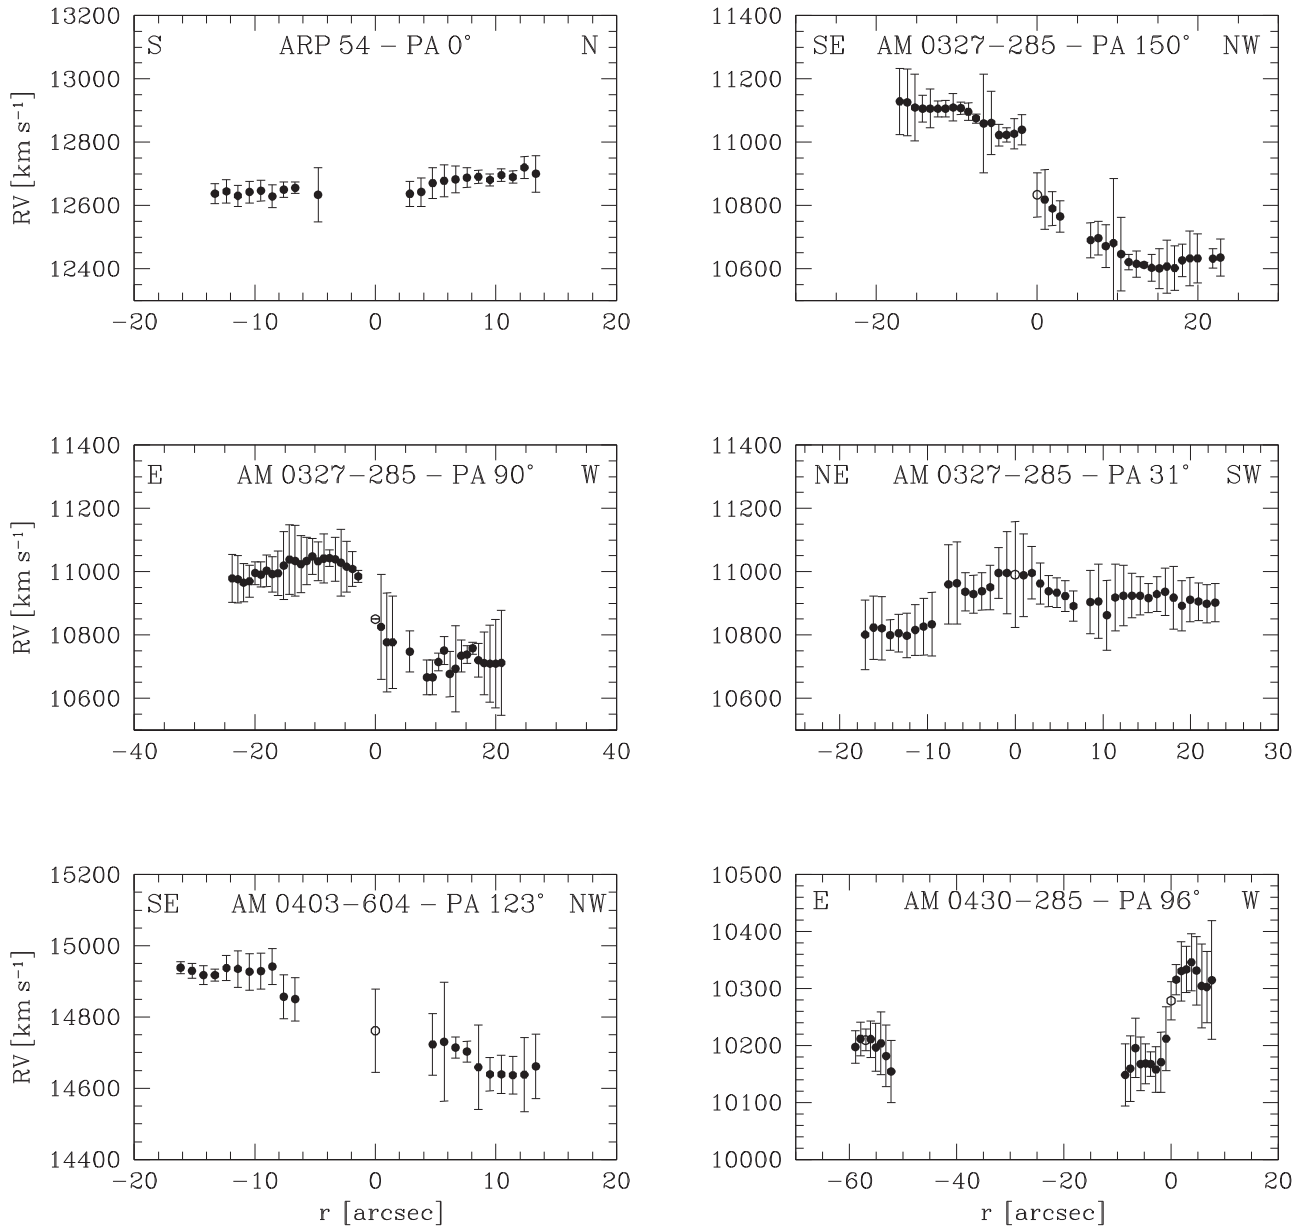 S ARP 54 − PA 0° N
RV [km s⁻¹]
13200
13000
12800
12600
12400
−20 −10 0 10 20
SE AM 0327−285 − PA 150° NW
11400
11200
11000
10800
10600
−20 0 20
E AM 0327−285 − PA 90° W
RV [km s⁻¹]
11400
11200
11000
10800
10600
−40 −20 0 20 40
NE AM 0327−285 − PA 31° SW
11400
11200
11000
10800
10600
−20 −10 0 10 20 30
SE AM 0403−604 − PA 123° NW
RV [km s⁻¹]
15200
15000
14800
14600
14400
−20 −10 0 10 20
r [arcsec]
E AM 0430−285 − PA 96° W
10500
10400
10300
10200
10100
10000
−60 −40 −20 0 20
r [arcsec]